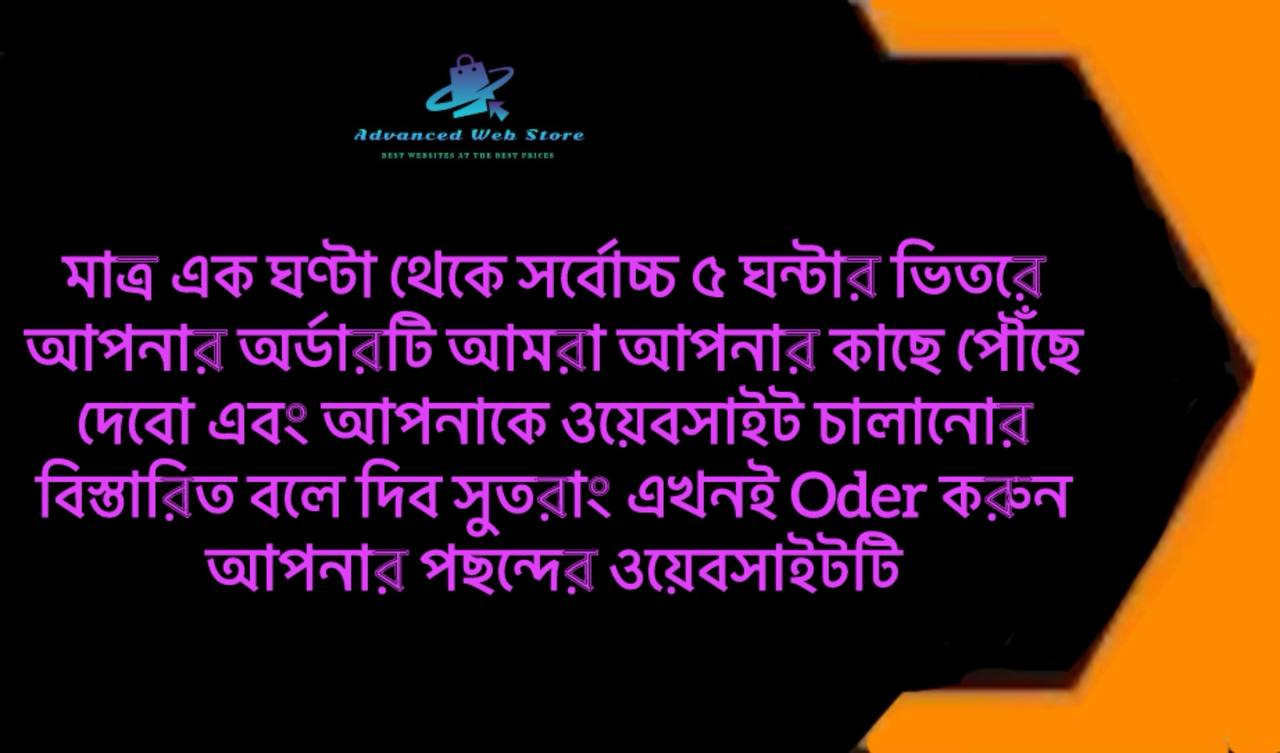 Advanced Web Store
BEST WEBSITES AT THE BEST PRICES
মাত্র এক ঘণ্টা থেকে সর্বোচ্চ ৫ ঘন্টার ভিতরে
আপনার অর্ডারটি আমরা আপনার কাছে পৌঁছে
দেবো এবং আপনাকে ওয়েবসাইট চালানোর
বিস্তারিত বলে দিব সুতরাং এখনই Oder করুন
আপনার পছন্দের ওয়েবসাইটটি